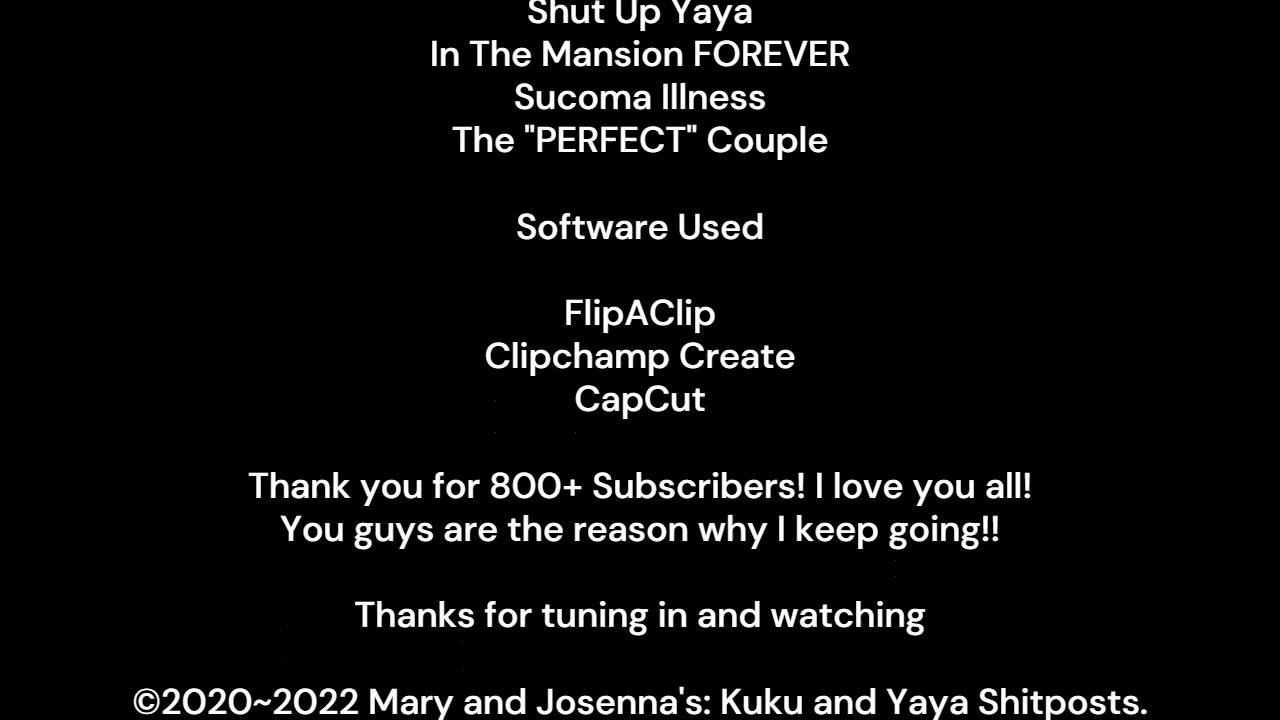 Shut Up Yaya
In The Mansion FOREVER
Sucoma Illness
The "PERFECT" Couple
Software Used
FlipAClip
Clipchamp Create
CapCut
Thank you for 800+ Subscribers! I love you all!
You guys are the reason why I keep going!!
Thanks for tuning in and watching
©2020~2022 Mary and Josenna's: Kuku and Yaya Shitposts.